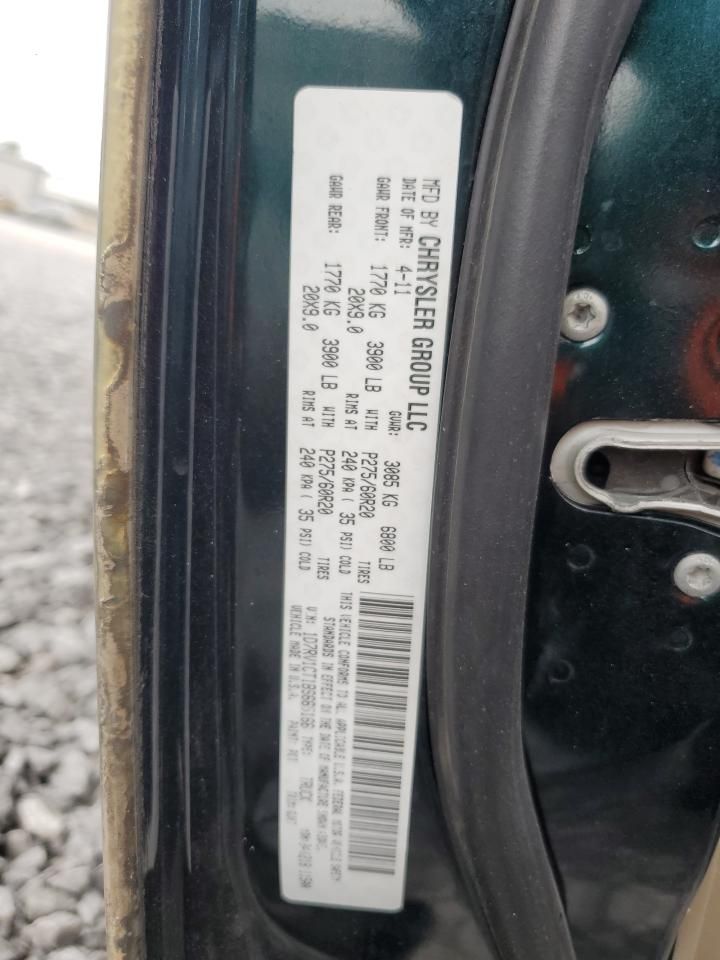 MFD BY CHRYSLER GROUP LLC
DATE OF MFR: 4-11 GVWR: 3085 KG 6800 LB
GAWR FRONT: 1770 KG 3900 LB WITH P275/60R20 TIRES
20X9.0 RIMS AT 240 KPA ( 35 PSI) COLD
GAWR REAR: 1770 KG 3900 LB WITH P275/60R20 TIRES
20X9.0 RIMS AT 240 KPA ( 35 PSI) COLD
THIS VEHICLE CONFORMS TO ALL APPLICABLE U.S.A. FEDERAL MOTOR VEHICLE SAFETY
STANDARDS IN EFFECT ON THE DATE OF MANUFACTURE SHOWN ABOVE.
VIN: TYPE: TRUCK
VEHICLE MADE IN U.S.A. PAINT: